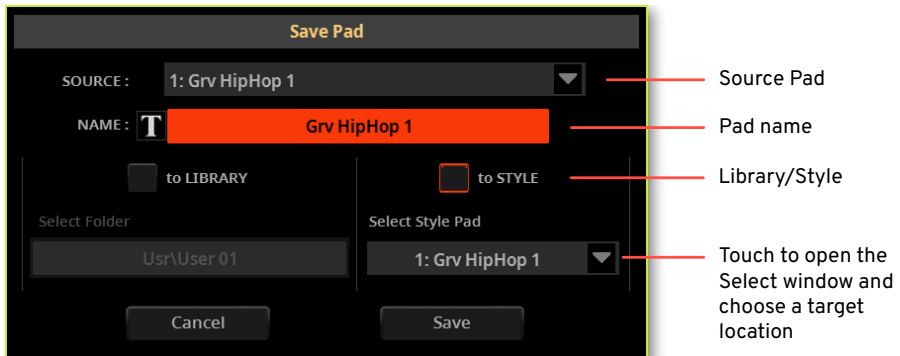 Save Pad
SOURCE :
1: Grv HipHop 1
Source Pad
NAME :
T
Grv HipHop 1
Pad name
to LIBRARY
to STYLE
Library/Style
Select Folder
Select Style Pad
Usr\User 01
1: Grv HipHop 1
Touch to open the
Select window and
choose a target
location
Cancel
Save